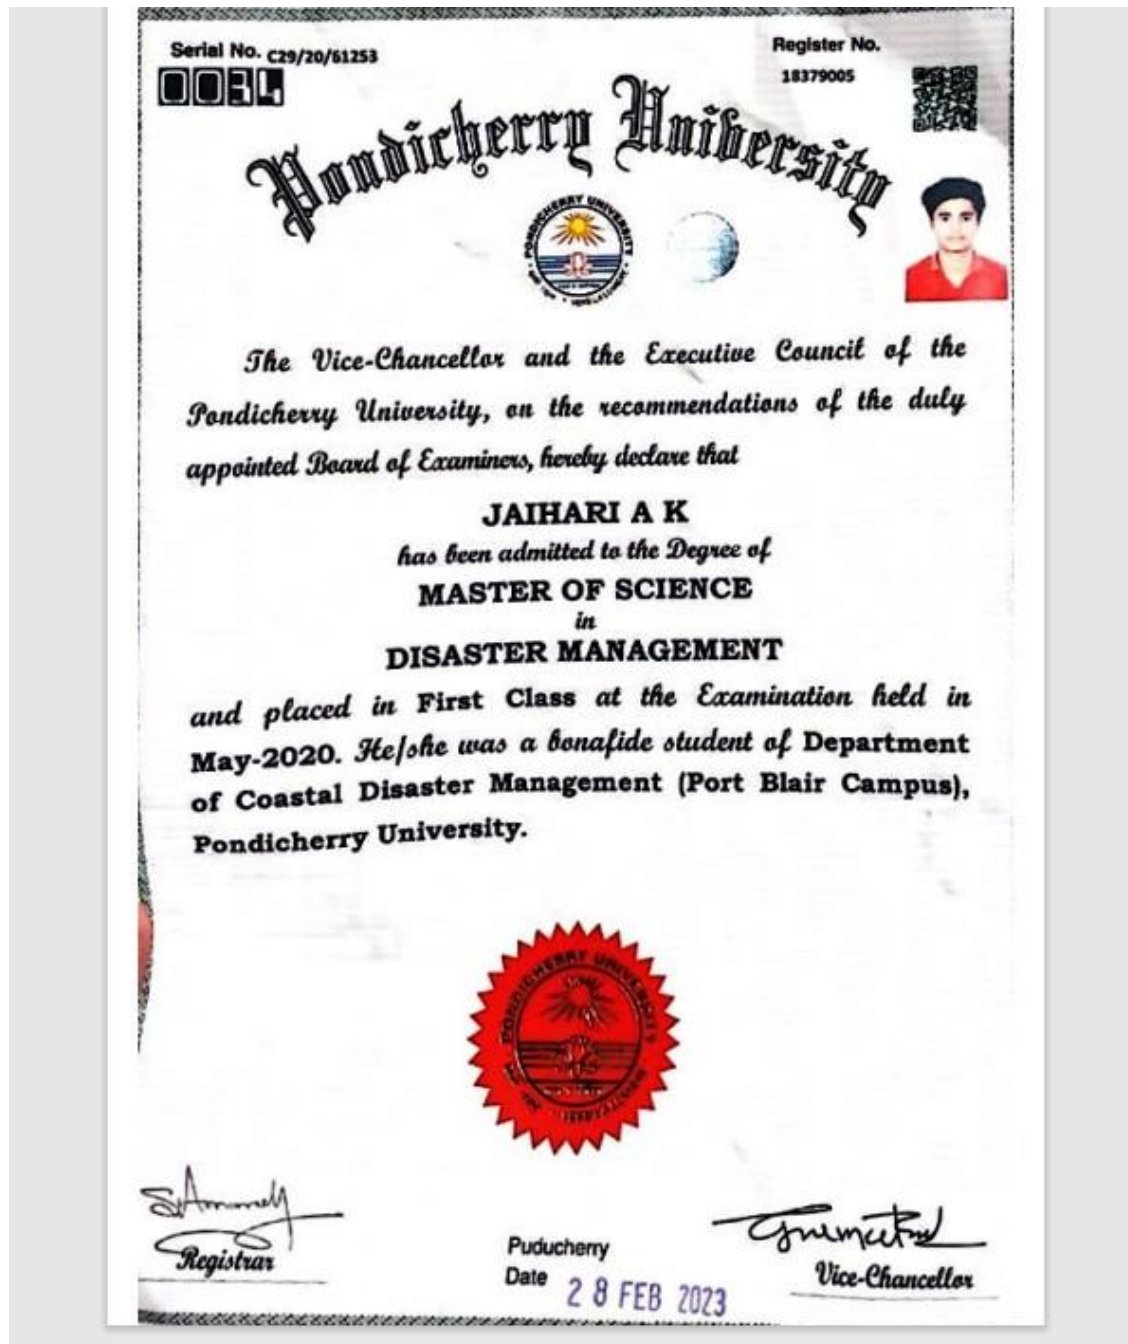 Serial No. C29/20/61253
Register No.
18379005
Pondicherry University
PONDICHERRY UNIVERSITY
The Vice-Chancellor and the Executive Council of the
Pondicherry University, on the recommendations of the duly
appointed Board of Examiners, hereby declare that
JAIHARI A K
has been admitted to the Degree of
MASTER OF SCIENCE
in
DISASTER MANAGEMENT
and placed in First Class at the Examination held in
May-2020. He/she was a bonafide student of Department
of Coastal Disaster Management (Port Blair Campus),
Pondicherry University.
PONDICHERRY UNIVERSITY
Registrar
Puducherry
Date 28 FEB 2023
Vice-Chancellor